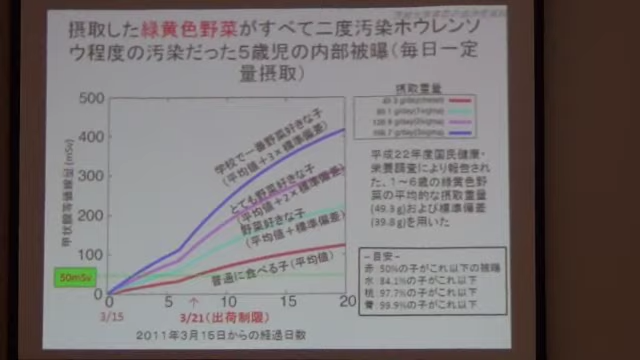 摂取した緑黄色野菜がすべて二度汚染ホウレンソ
ウ程度の汚染だった5歳児の内部被曝(毎日一定
量摂取)
500
400
300
200
100
0
50mSv
甲状腺等価線量(mSv)
学校で一番野菜好きな子
(平均値+3×標準偏差)
とても野菜好きな子
(平均値+2×標準偏差)
野菜好きな子
(平均値+標準偏差)
普通に食べる子(平均値)
0 5 10 15 20
3/15
3/21(出荷制限)
2011年3月15日からの経過日数
摂取重量
平成22年度国民健康・
栄養調査により報告され
た、1~6歳の緑黄色野
菜の平均的な摂取重量
(49.3g)および標準偏差
(39.8g)を用いた
-目安-
赤 50%の子がこれ以下の被曝
水 84.1%の子がこれ以下
桃 97.7%の子がこれ以下
青 99.9%の子がこれ以下